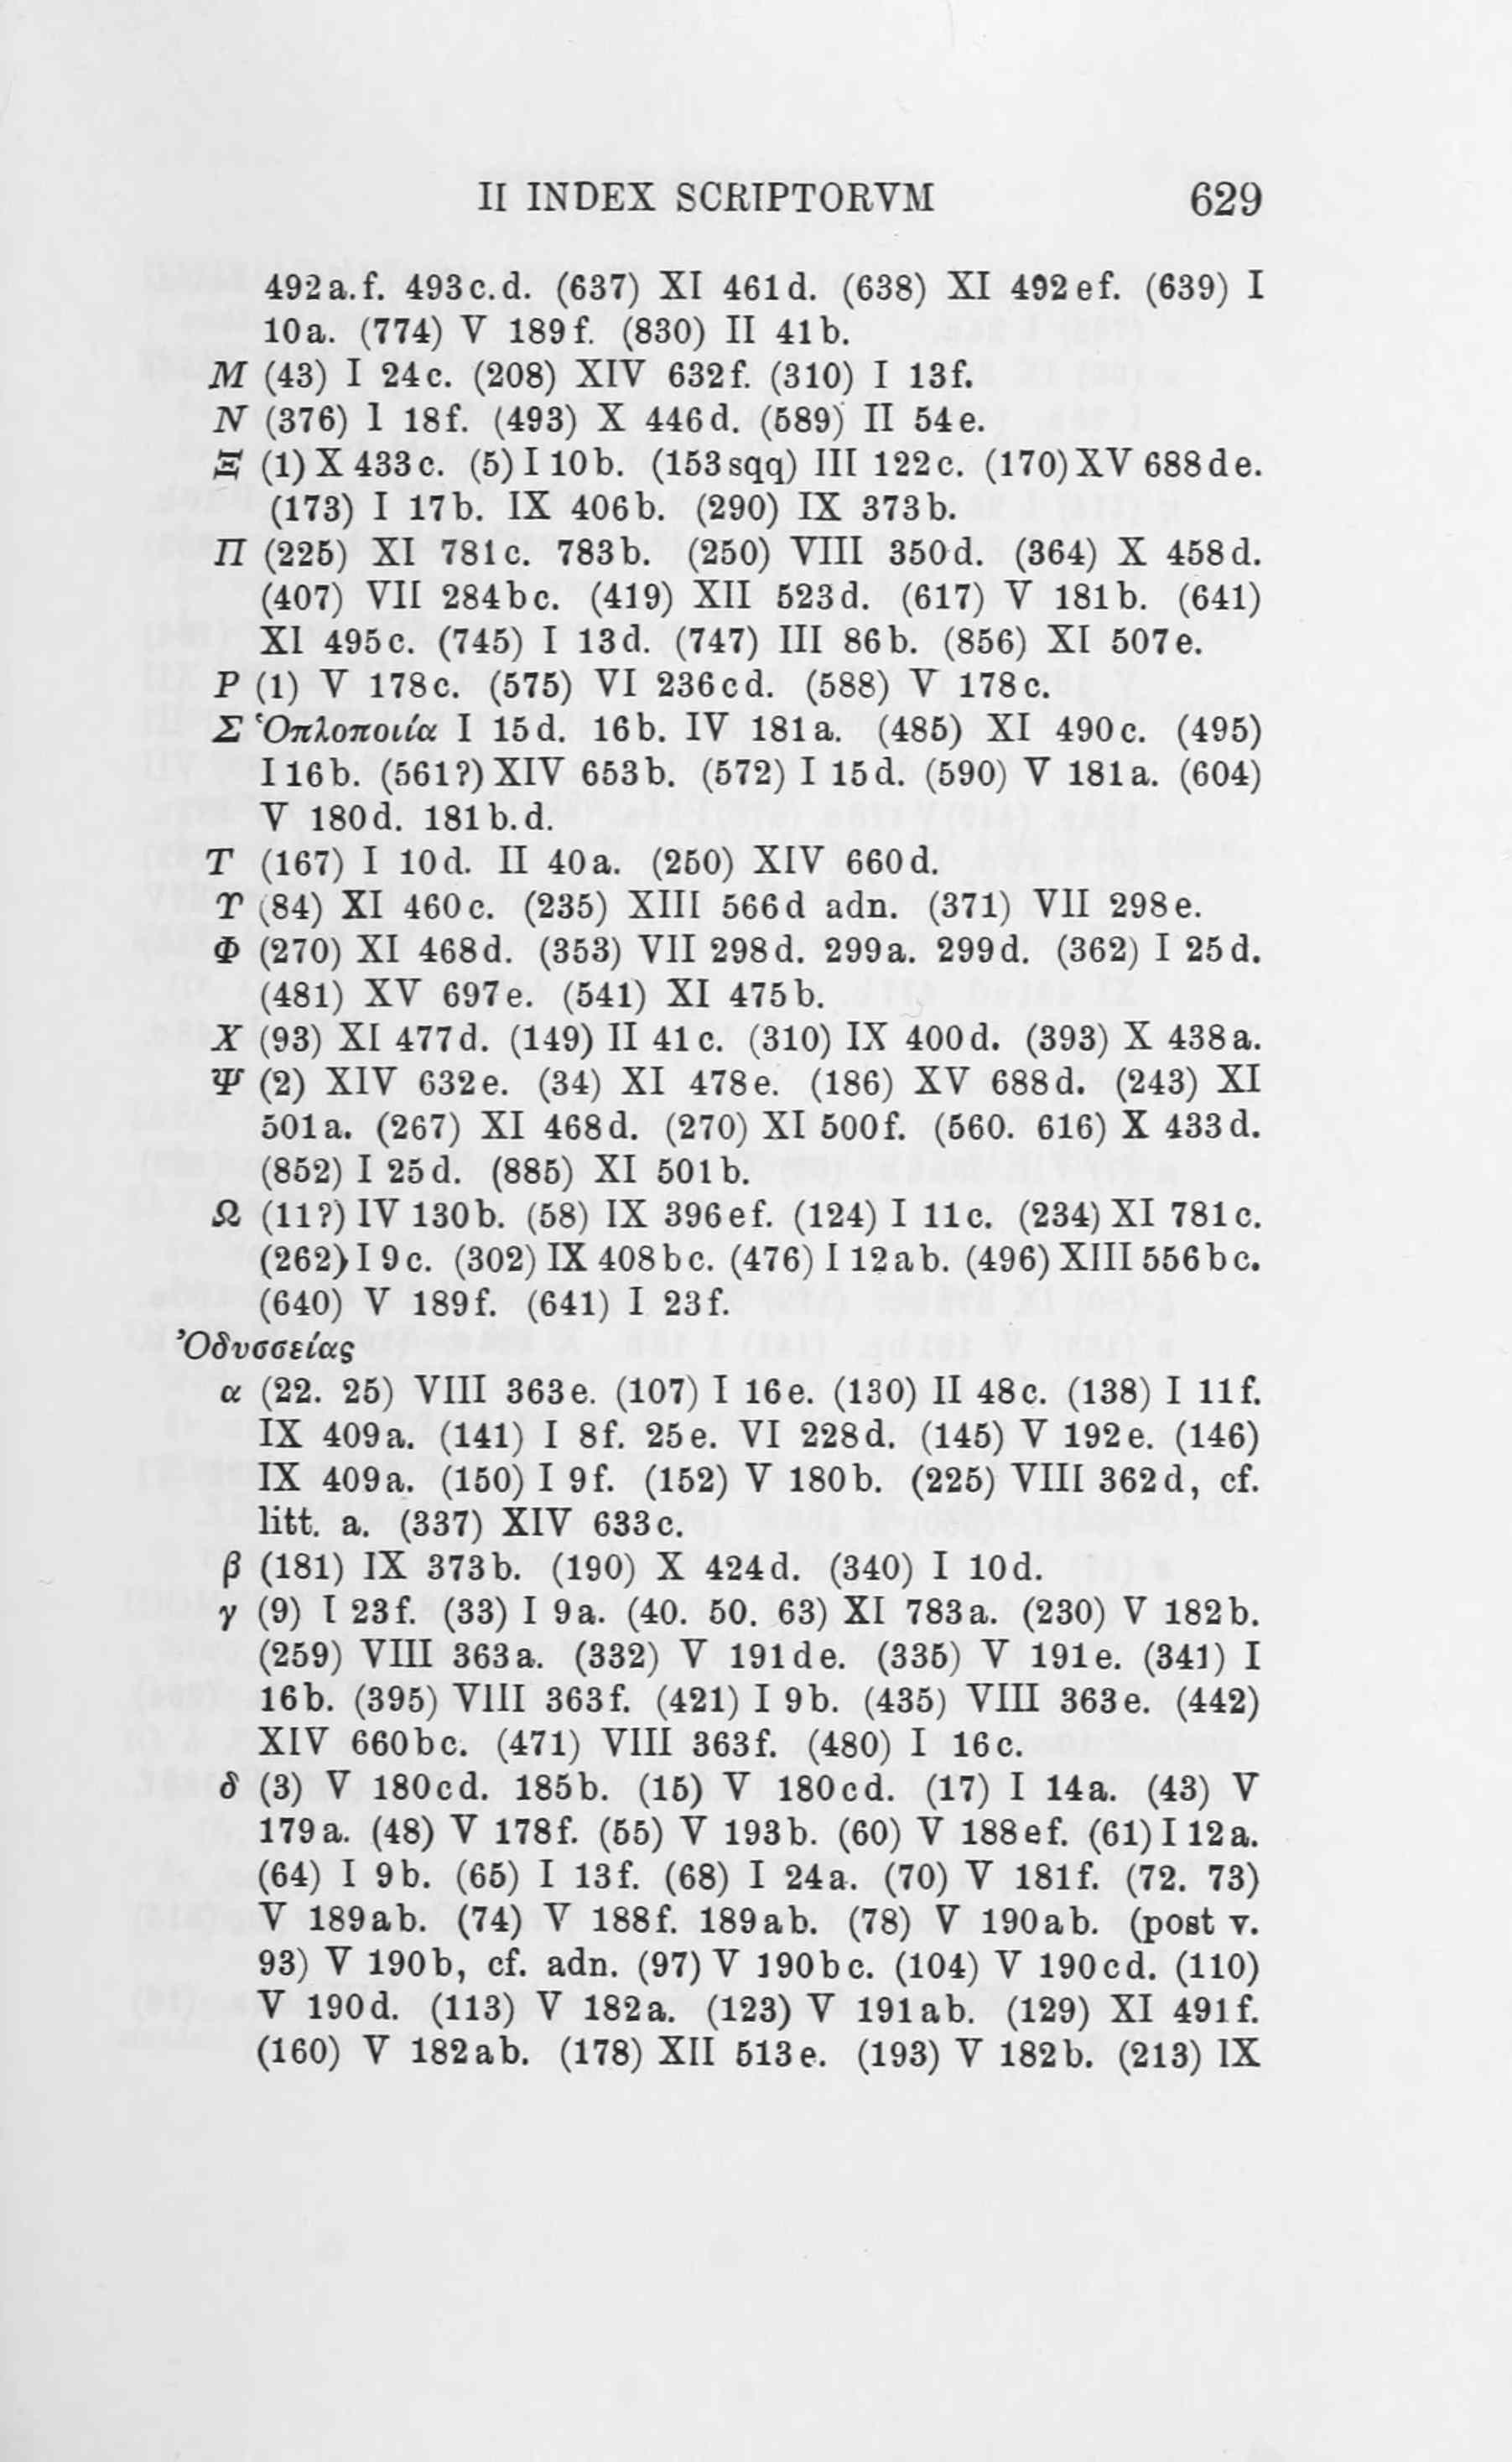 II INDEX SCRIPTORVM 629
492a.f. 493c.d. (637) XI 461d. (638) XI 492ef. (639) I
10a. (774) V 189f. (830) II 41b.
Μ (43) I 24c. (208) XIV 632f. (310) I 13f.
Ν (376) I 18f. (493) X 446d. (589) II 54e.
Ξ (1) X 433c. (5) I 10b. (153sqq) III 122c. (170) XV 688de.
(173) I 17b. IX 406b. (290) IX 373b.
Π (225) XI 781c. 783b. (250) VIII 350d. (364) X 458d.
(407) VII 284bc. (419) XII 523d. (617) V 181b. (641)
XI 495c. (745) I 13d. (747) III 86b. (856) XI 507e.
Ρ (1) V 178c. (575) VI 236cd. (588) V 178c.
Σ Ὁπλοποιία I 15d. 16b. IV 181a. (485) XI 490c. (495)
I 16b. (561?) XIV 653b. (572) I 15d. (590) V 181a. (604)
V 180d. 181b.d.
Τ (167) I 10d. II 40a. (250) XIV 660d.
Υ (84) XI 460c. (235) XIII 566d adn. (371) VII 298e.
Φ (270) XI 468d. (353) VII 298d. 299a. 299d. (362) I 25d.
(481) XV 697e. (541) XI 475b.
Χ (93) XI 477d. (149) II 41c. (310) IX 400d. (393) X 438a.
Ψ (2) XIV 632e. (34) XI 478e. (186) XV 688d. (243) XI
501a. (267) XI 468d. (270) XI 500f. (560. 616) X 433d.
(852) I 25d. (885) XI 501b.
Ω (11?) IV 130b. (58) IX 396ef. (124) I 11c. (234) XI 781c.
(262) I 9c. (302) IX 408bc. (476) I 12ab. (496) XIII 556bc.
(640) V 189f. (641) I 23f.
Ὀδυσσείας
α (22. 25) VIII 363e. (107) I 16e. (130) II 48c. (138) I 11f.
IX 409a. (141) I 8f. 25e. VI 228d. (145) V 192e. (146)
IX 409a. (150) I 9f. (152) V 180b. (225) VIII 362d, cf.
litt. a. (337) XIV 633c.
β (181) IX 373b. (190) X 424d. (340) I 10d.
γ (9) I 23f. (33) I 9a. (40. 50. 63) XI 783a. (230) V 182b.
(259) VIII 363a. (332) V 191de. (335) V 191e. (341) I
16b. (395) VIII 363f. (421) I 9b. (435) VIII 363e. (442)
XIV 660bc. (471) VIII 363f. (480) I 16c.
δ (3) V 180cd. 185b. (15) V 180cd. (17) I 14a. (43) V
179a. (48) V 178f. (55) V 193b. (60) V 188ef. (61) I 12a.
(64) I 9b. (65) I 13f. (68) I 24a. (70) V 181f. (72. 73)
V 189ab. (74) V 188f. 189ab. (78) V 190ab. (post v.
93) V 190b, cf. adn. (97) V 190bc. (104) V 190cd. (110)
V 190d. (113) V 182a. (123) V 191ab. (129) XI 491f.
(160) V 182ab. (178) XII 513e. (193) V 182b. (213) IX